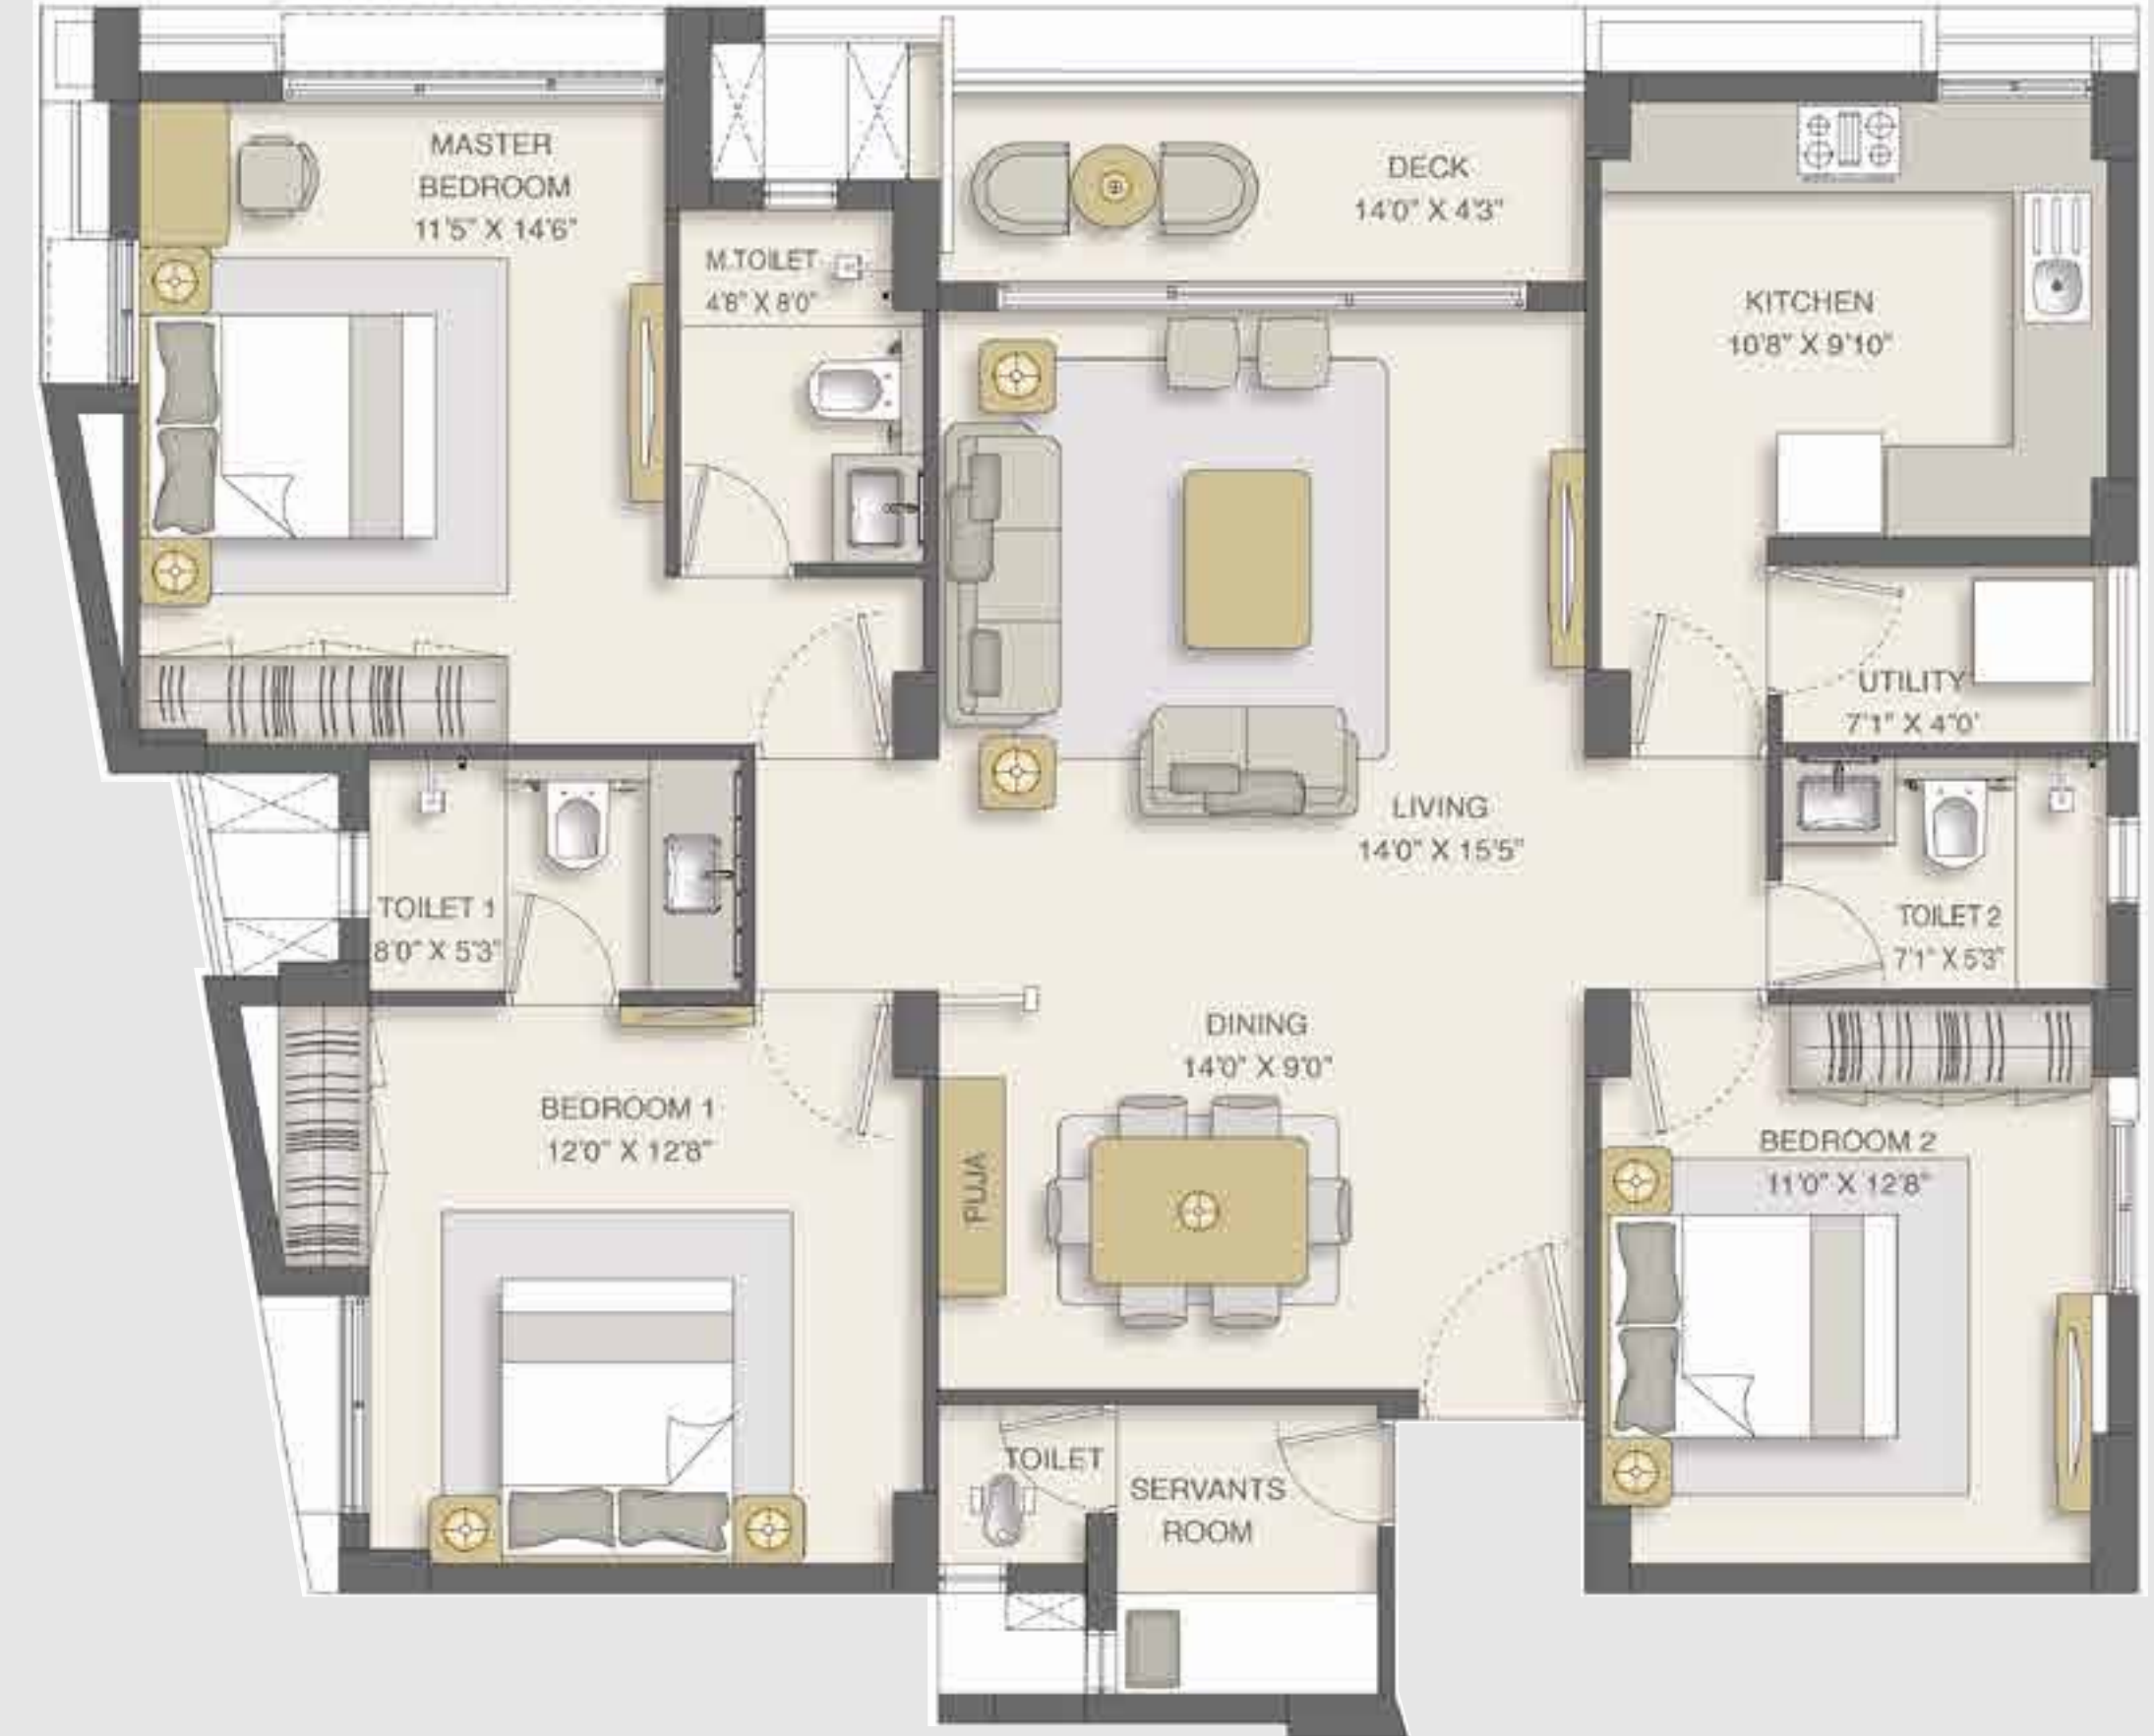 MASTER
BEDROOM
11'5" X 14'6"
M.TOILET
4'8" X 8'0"
DECK
14'0" X 4'3"
KITCHEN
10'8" X 9'10"
UTILITY
7'1" X 4'0'
LIVING
14'0" X 15'5"
TOILET 1
8'0" X 5'3"
TOILET 2
7'1" X 5'3"
DINING
14'0" X 9'0"
BEDROOM 1
12'0" X 12'8"
PUJA
BEDROOM 2
11'0" X 12'8"
TOILET
SERVANTS
ROOM